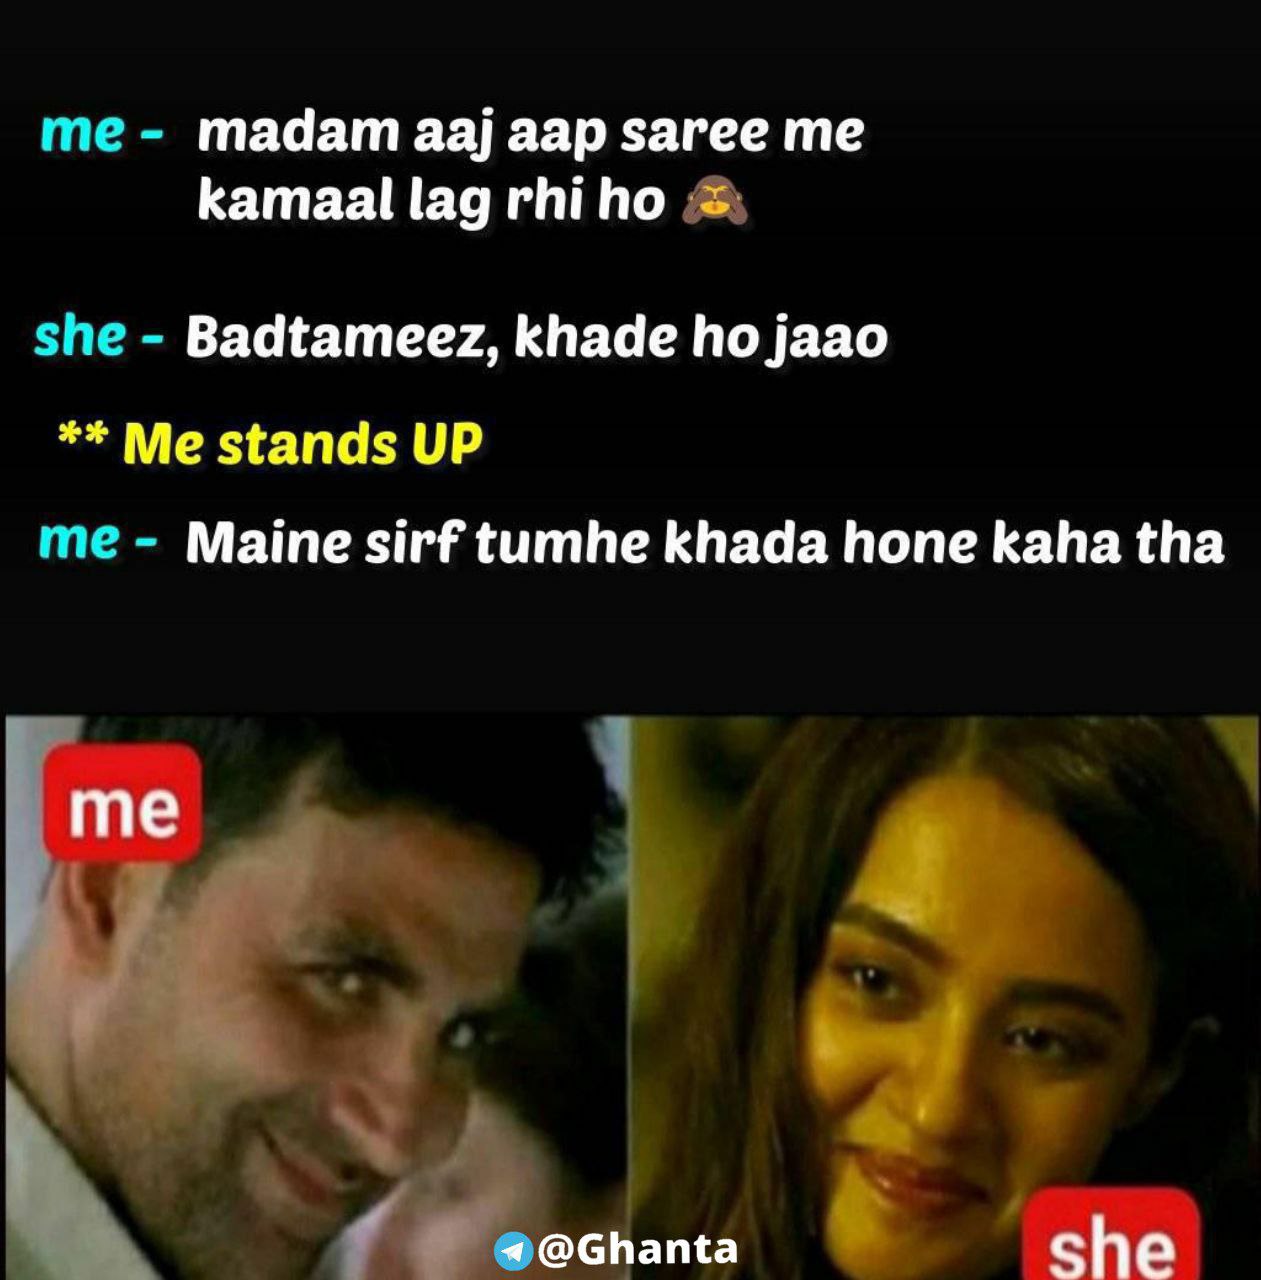 me - madam aaj aap saree me
kamaal lag rhi ho 🙈
she - Badtameez, khade ho jaao
** Me stands UP
me - Maine sirf tumhe khada hone kaha tha
me
she
@Ghanta